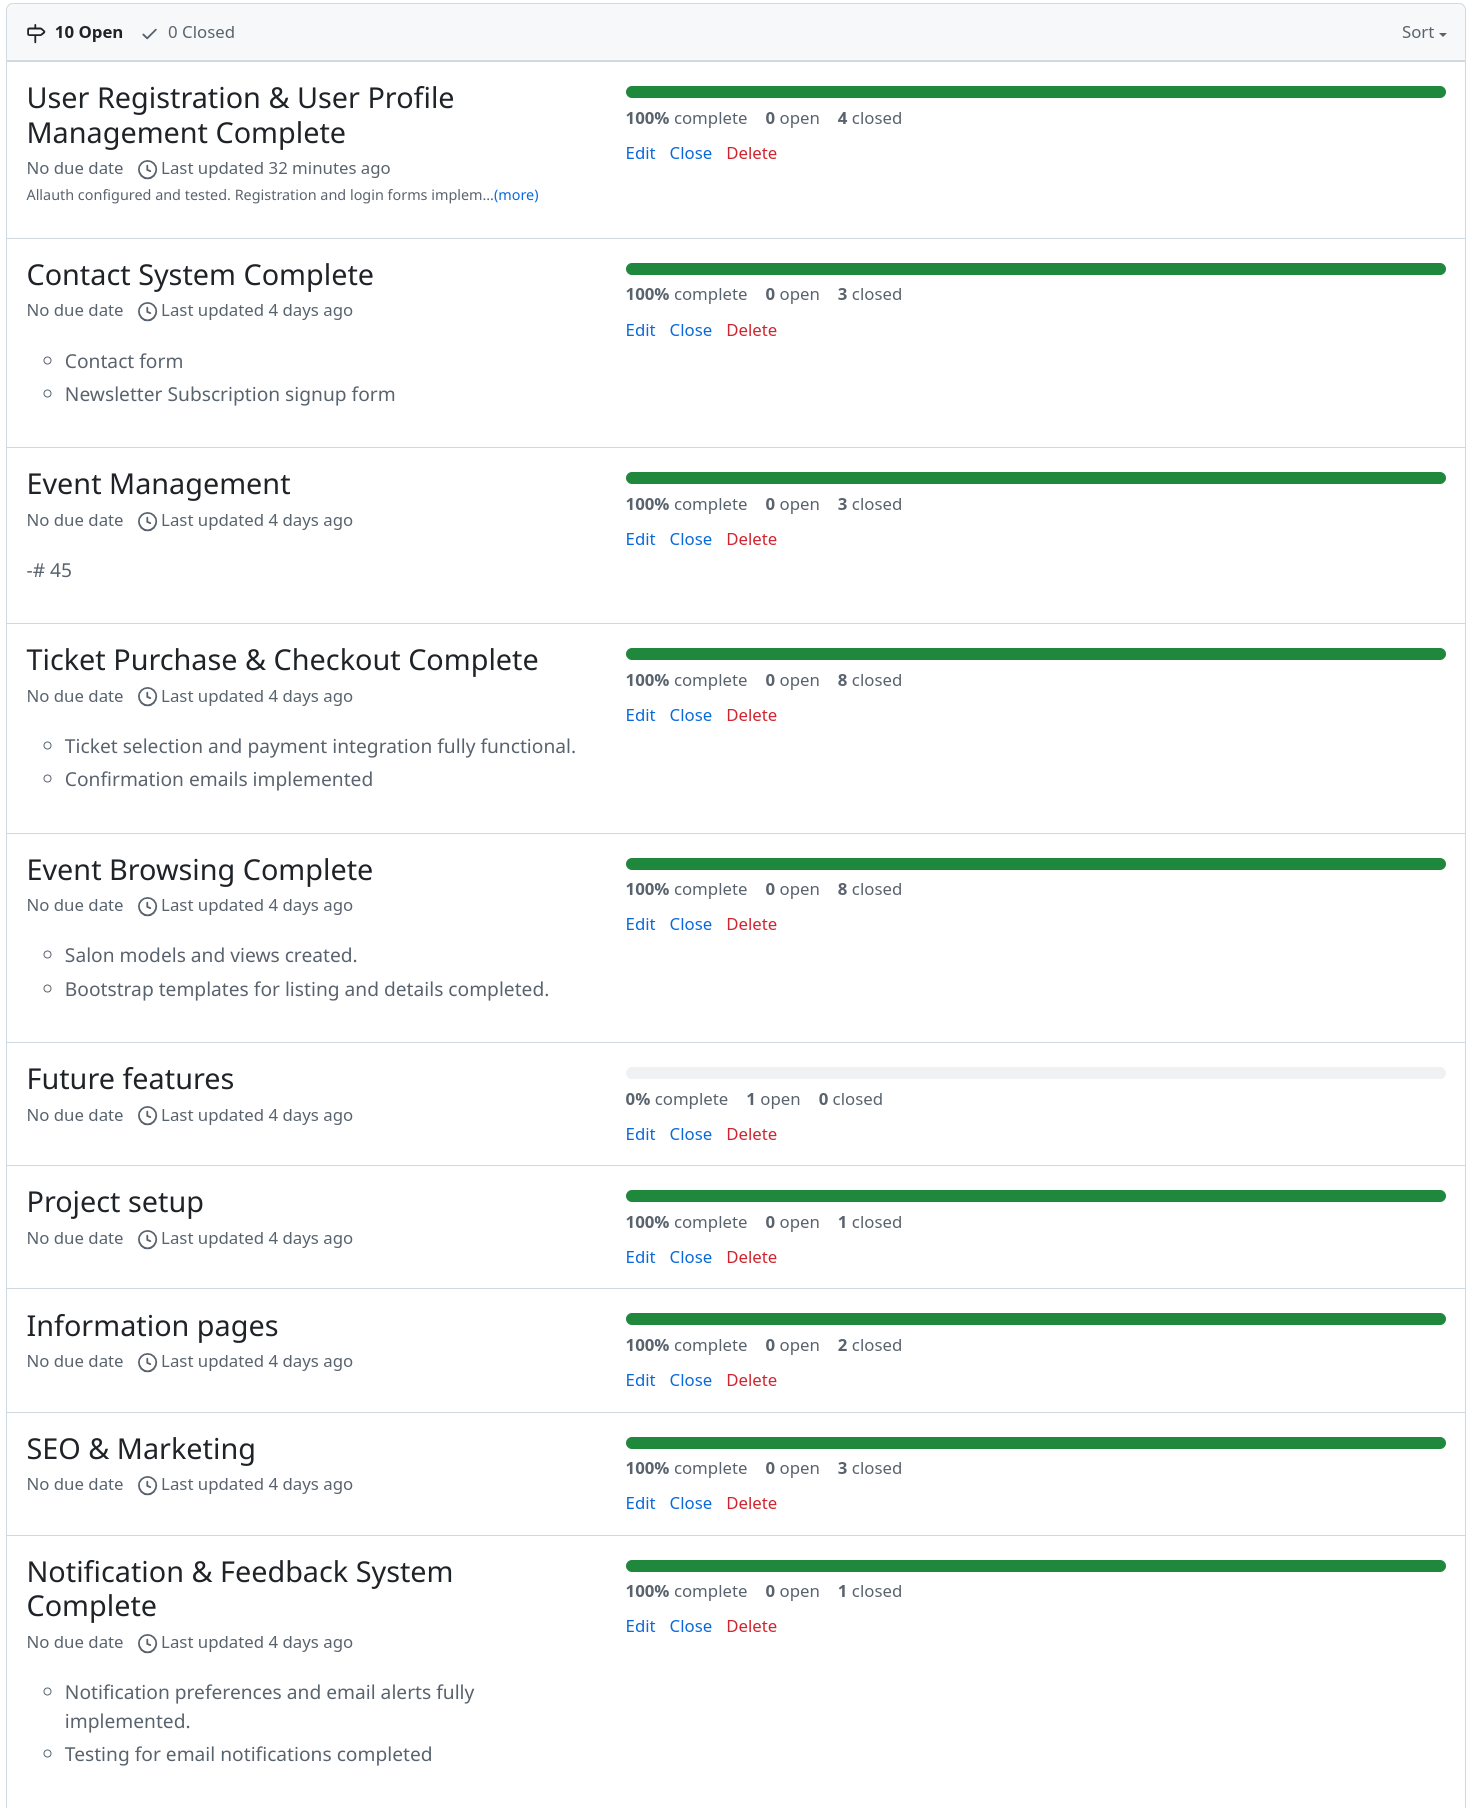 10 Open 0 Closed Sort
User Registration & User Profile
Management Complete
No due date Last updated 32 minutes ago
Allauth configured and tested. Registration and login forms implem...(more)
100% complete 0 open 4 closed
Edit Close Delete
Contact System Complete
No due date Last updated 4 days ago
Contact form
Newsletter Subscription signup form
100% complete 0 open 3 closed
Edit Close Delete
Event Management
No due date Last updated 4 days ago
-# 45
100% complete 0 open 3 closed
Edit Close Delete
Ticket Purchase & Checkout Complete
No due date Last updated 4 days ago
Ticket selection and payment integration fully functional.
Confirmation emails implemented
100% complete 0 open 8 closed
Edit Close Delete
Event Browsing Complete
No due date Last updated 4 days ago
Salon models and views created.
Bootstrap templates for listing and details completed.
100% complete 0 open 8 closed
Edit Close Delete
Future features
No due date Last updated 4 days ago
0% complete 1 open 0 closed
Edit Close Delete
Project setup
No due date Last updated 4 days ago
100% complete 0 open 1 closed
Edit Close Delete
Information pages
No due date Last updated 4 days ago
100% complete 0 open 2 closed
Edit Close Delete
SEO & Marketing
No due date Last updated 4 days ago
100% complete 0 open 3 closed
Edit Close Delete
Notification & Feedback System
Complete
No due date Last updated 4 days ago
Notification preferences and email alerts fully
implemented.
Testing for email notifications completed
100% complete 0 open 1 closed
Edit Close Delete